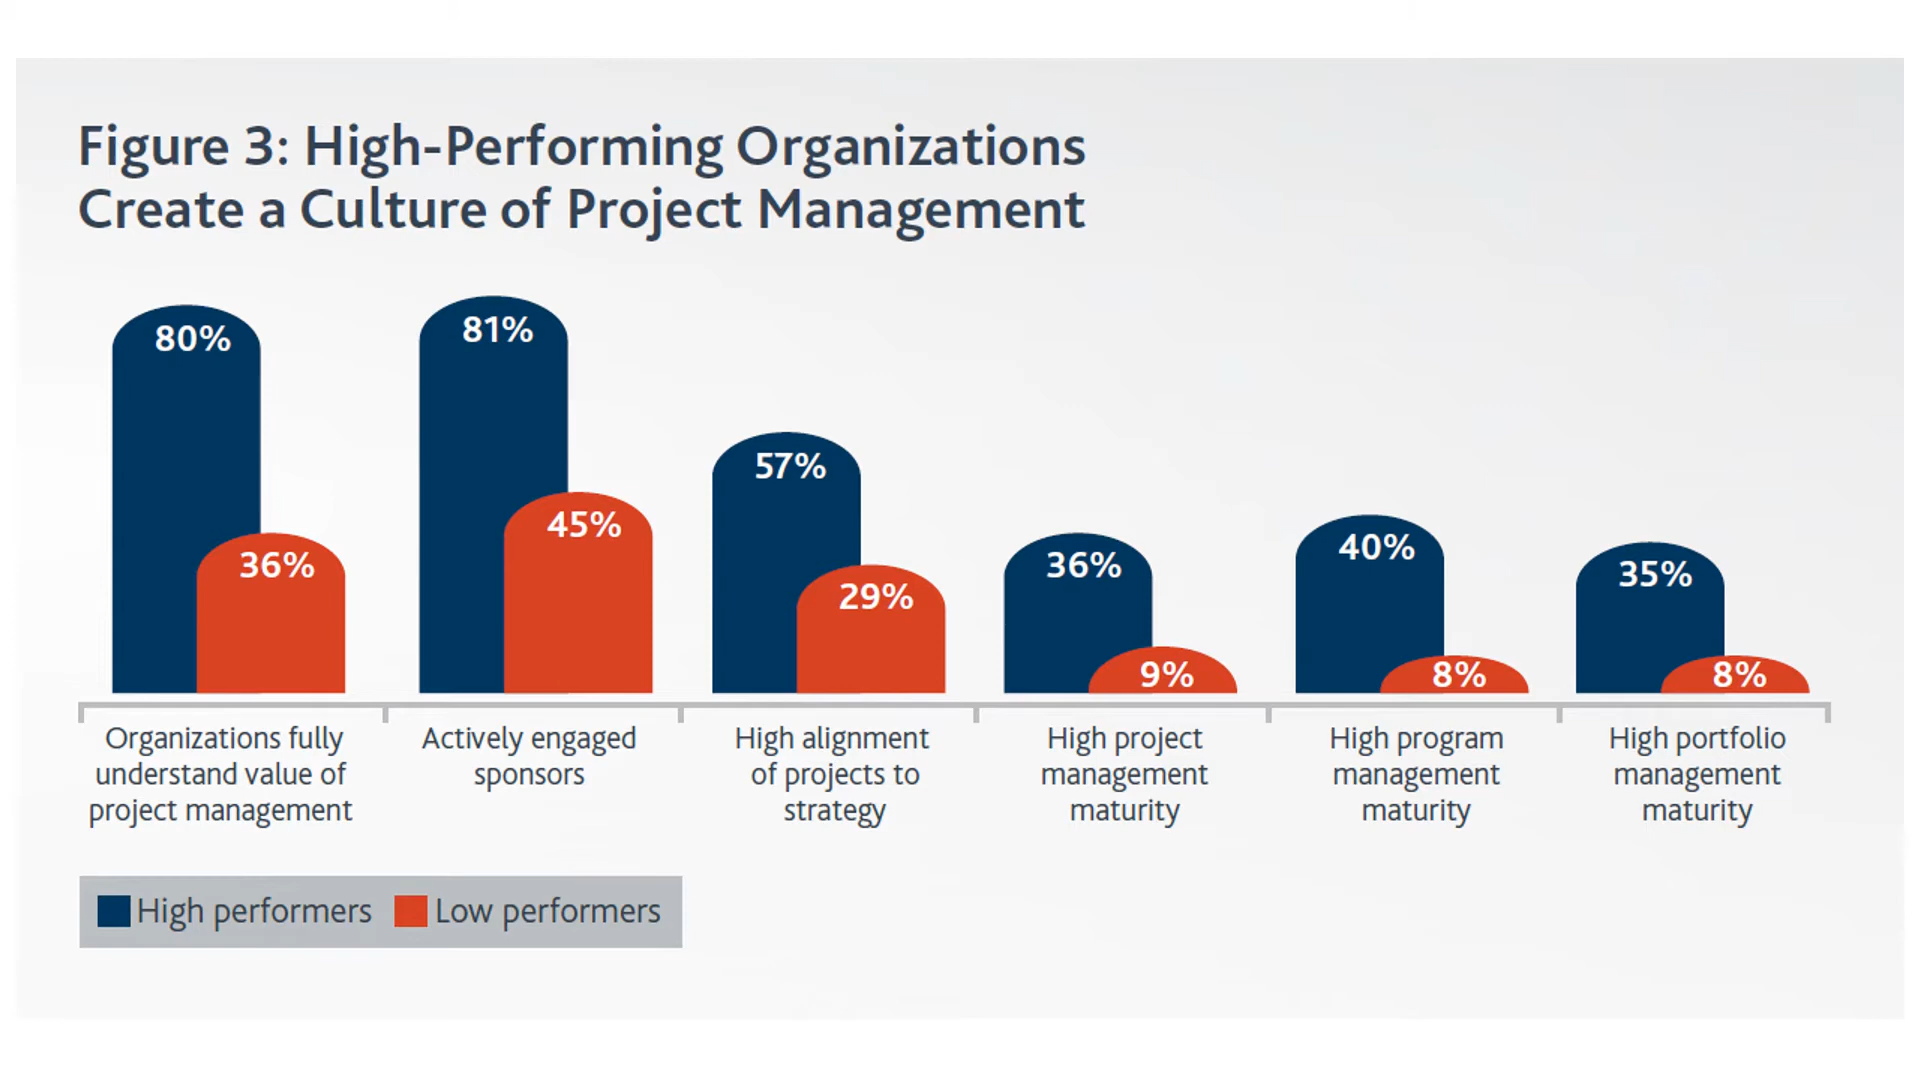 Figure 3: High-Performing Organizations
Create a Culture of Project Management
80%
36%
81%
45%
57%
29%
36%
9%
40%
8%
35%
8%
Organizations fully
understand value of
project management
Actively engaged
sponsors
High alignment
of projects to
strategy
High project
management
maturity
High program
management
maturity
High portfolio
management
maturity
High performers
Low performers